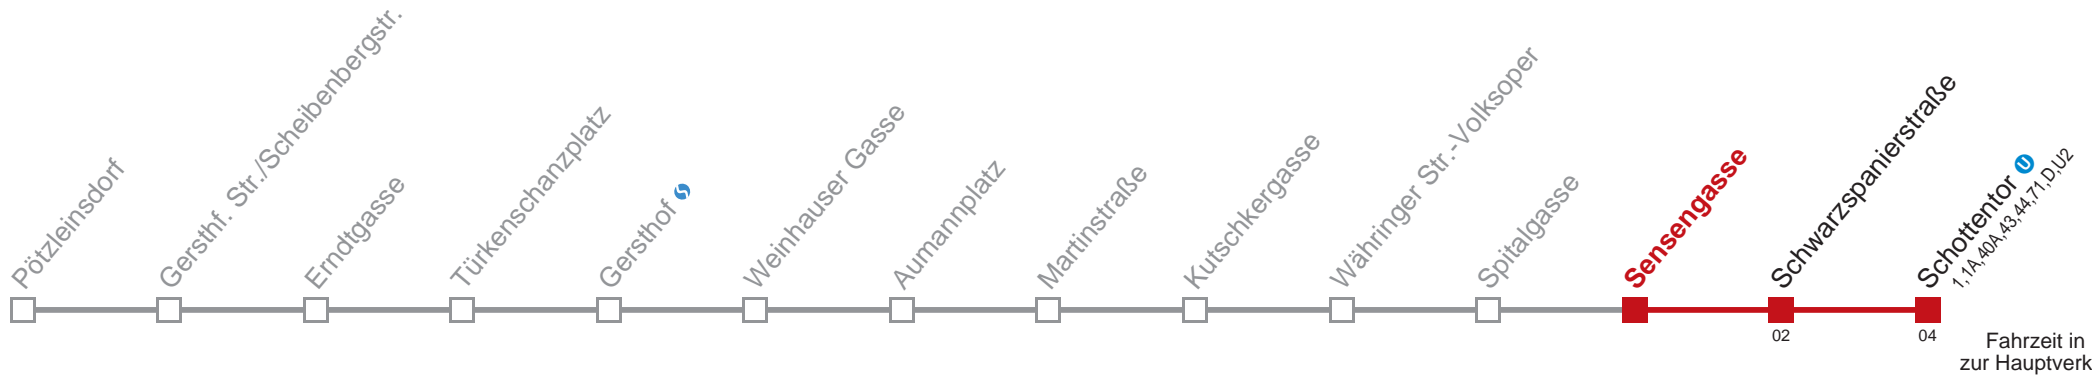 Pötzleinsdorf
Gersthf. Str./Scheibenbergstr.
Erndtgasse
Türkenschanzplatz
Gersthof S
Weinhauser Gasse
Aumannplatz
Martinstraße
Kutschkergasse
Währinger Str.-Volksoper
Spitalgasse
Sensengasse
Schwarzspanierstraße
Schottentor U
1,1A,40A,43,44,71,D,U2
02
04
Fahrzeit in
zur Hauptverk